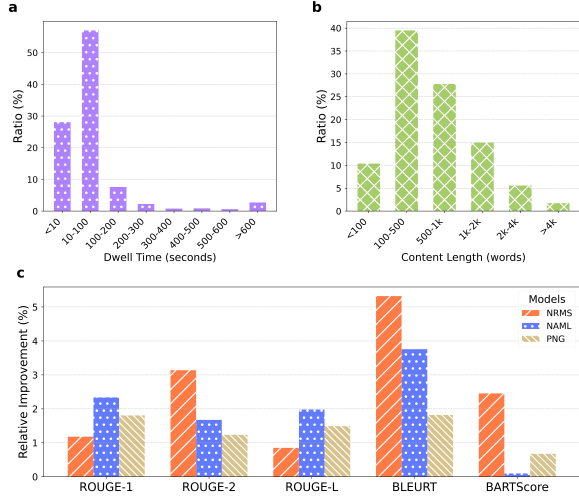 a
Ratio (%)
50
40
30
20
10
0
<10
10-100
100-200
200-300
300-400
400-500
500-600
>600
Dwell Time (seconds)
b
Ratio (%)
40
35
30
25
20
15
10
5
0
<100
100-500
500-1k
1k-2k
2k-4k
>4k
Content Length (words)
c
Relative Improvement (%)
5
4
3
2
1
0
Models
NRMS
NAML
PNG
ROUGE-1
ROUGE-2
ROUGE-L
BLEURT
BARTScore